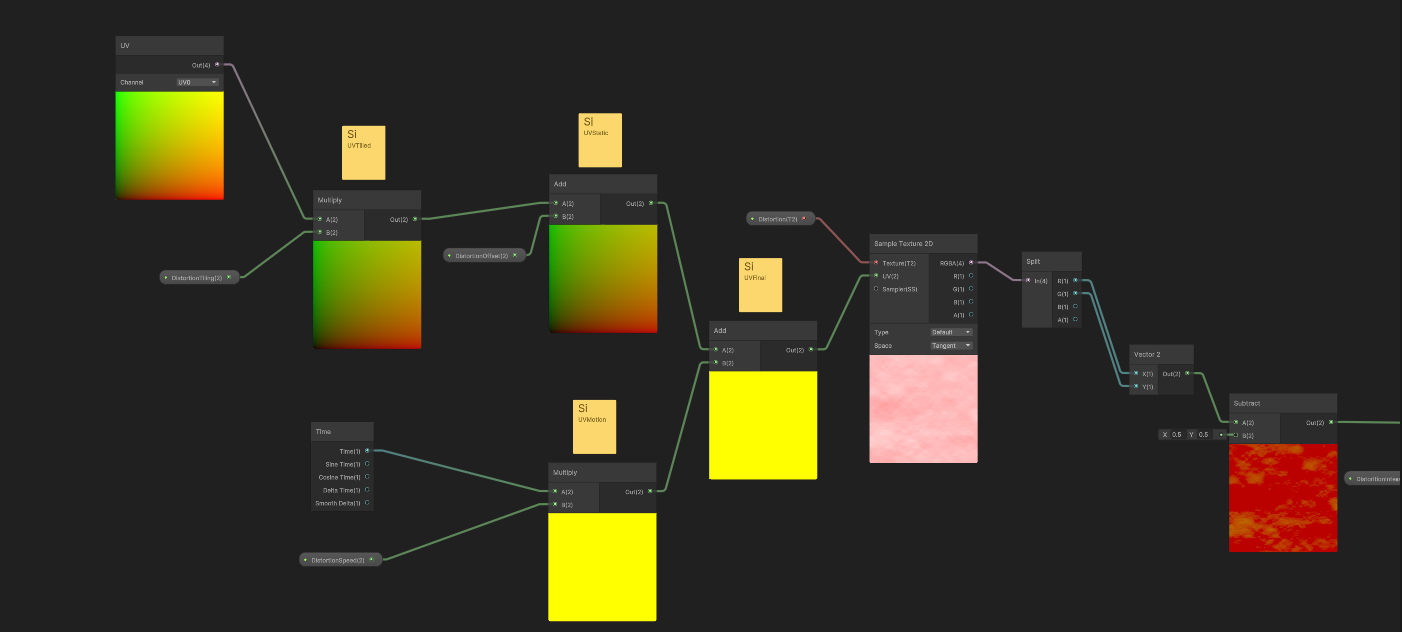 UV
Out(4)
Channel
UV0
Si
UVTiled
Multiply
A(2)
Out(2)
B(2)
DistortionTiling(2)
Si
UVStatic
Add
A(2)
Out(2)
B(2)
DistortionOffset(2)
Time
Time(1)
Sine Time(1)
Cosine Time(1)
Delta Time(1)
Smooth Delta(1)
DistortionSpeed(2)
Si
UVMotion
Multiply
A(2)
Out(2)
B(2)
Si
UVFinal
Add
A(2)
Out(2)
B(2)
Distortion(T2)
Sample Texture 2D
Texture(T2)
RGBA(4)
UV(2)
R(1)
Sampler(SS)
G(1)
B(1)
A(1)
Type
Default
Space
Tangent
Split
In(4)
R(1)
G(1)
B(1)
A(1)
Vector 2
X(1)
Out(2)
Y(1)
Subtract
A(2)
Out(2)
X 0.5 Y 0.5
B(2)